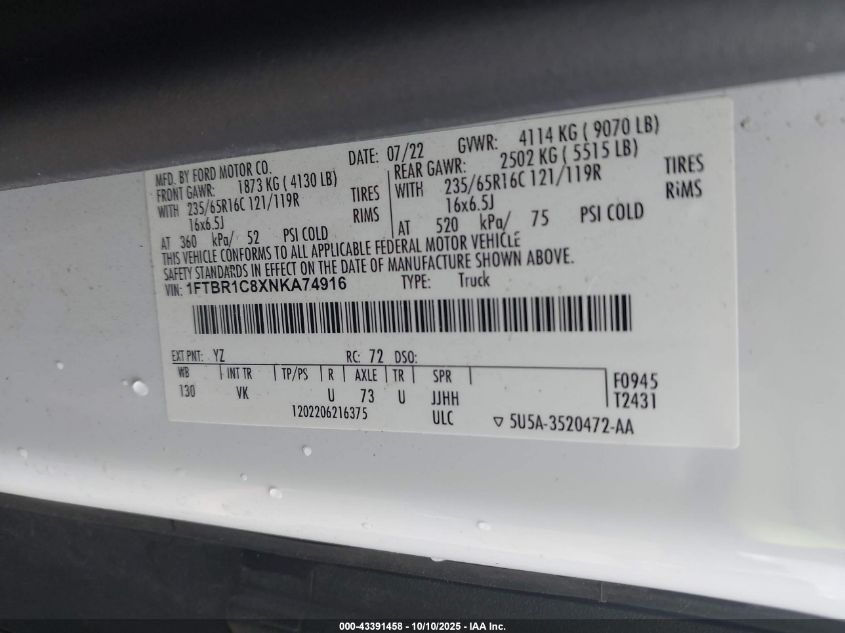 MFD. BY FORD MOTOR CO. DATE: 07/22 GVWR: 4114 KG ( 9070 LB)
FRONT GAWR: 1873 KG ( 4130 LB) REAR GAWR: 2502 KG ( 5515 LB)
WITH 235/65R16C 121/119R TIRES WITH 235/65R16C 121/119R TIRES
16x6.5J RIMS 16x6.5J RiMS
AT 360 kPa/ 52 PSI COLD AT 520 kPa/ 75 PSI COLD
THIS VEHICLE CONFORMS TO ALL APPLICABLE FEDERAL MOTOR VEHICLE
SAFETY STANDARDS IN EFFECT ON THE DATE OF MANUFACTURE SHOWN ABOVE.
VIN: 1FTBR1C8XNKA74916 TYPE: Truck
EXT PNT: YZ RC: 72 DSO:
WB INT TR TP/PS R AXLE TR SPR F0945
130 VK U 73 U JJHH T2431
1202206216375 ULC 5U5A-3520472-AA
000-43391458 - 10/10/2025 - IAA Inc.